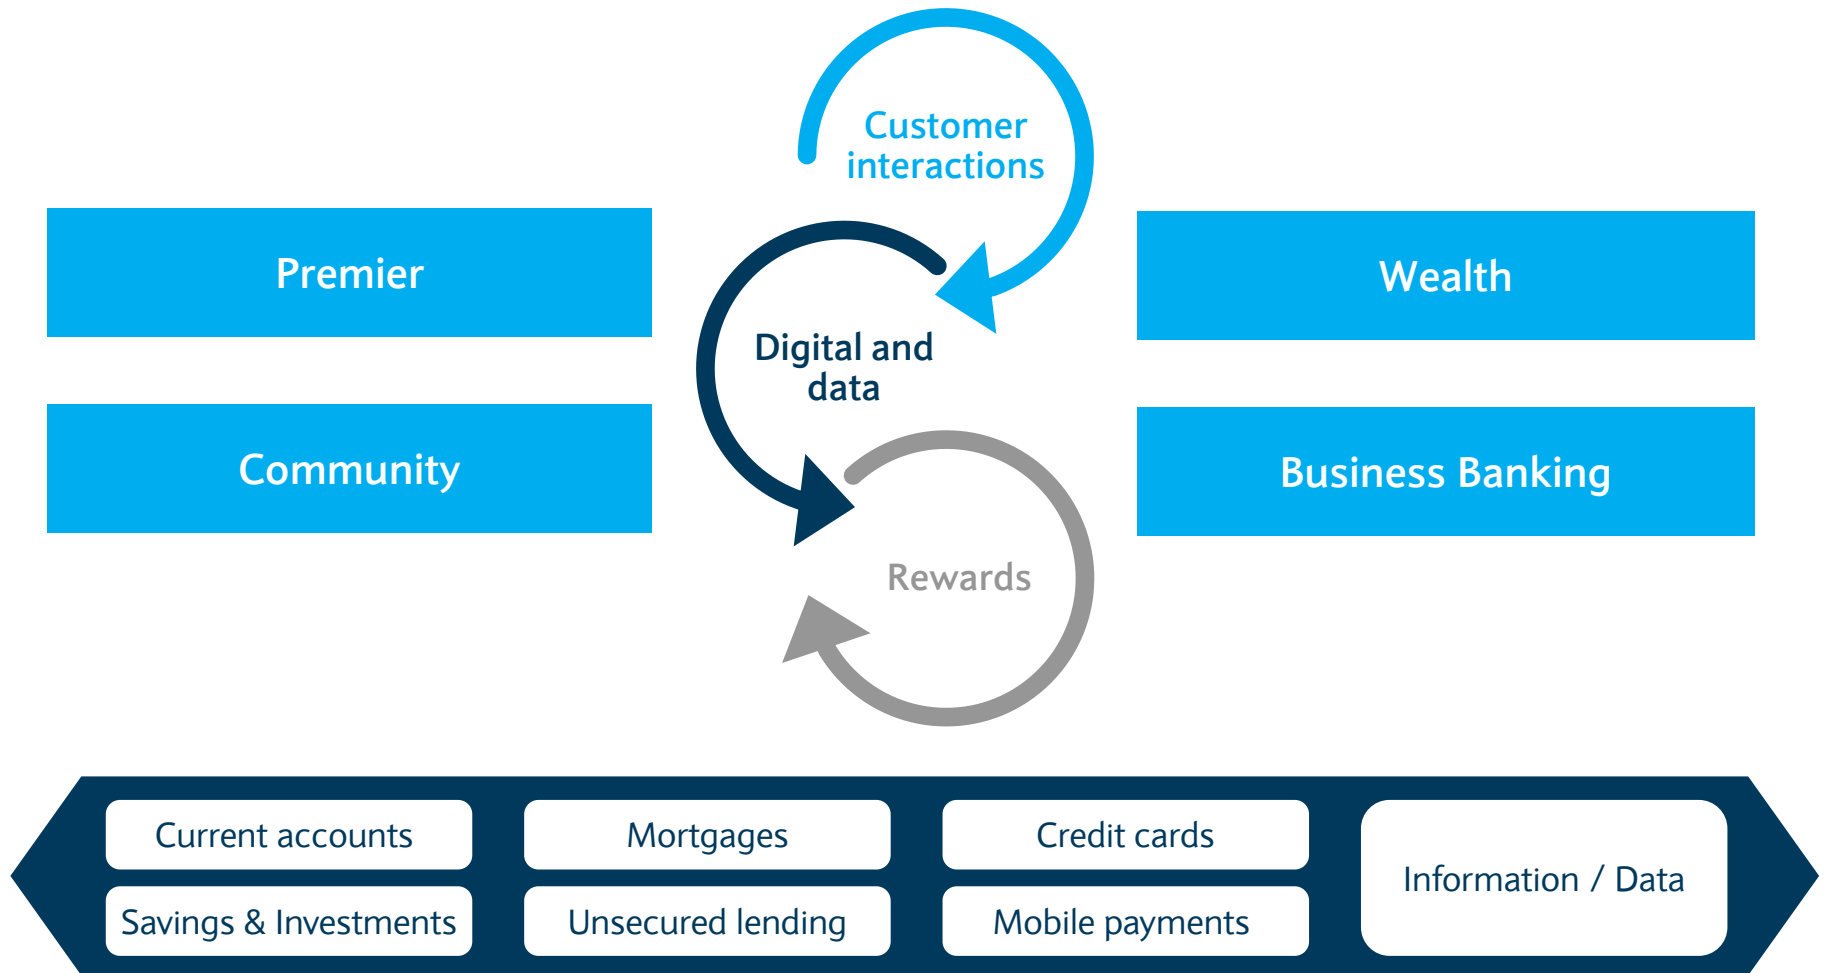 Customer
interactions
Premier
Wealth
Digital and
data
Community
Business Banking
Rewards
Current accounts
Mortgages
Credit cards
Information / Data
Savings & Investments
Unsecured lending
Mobile payments